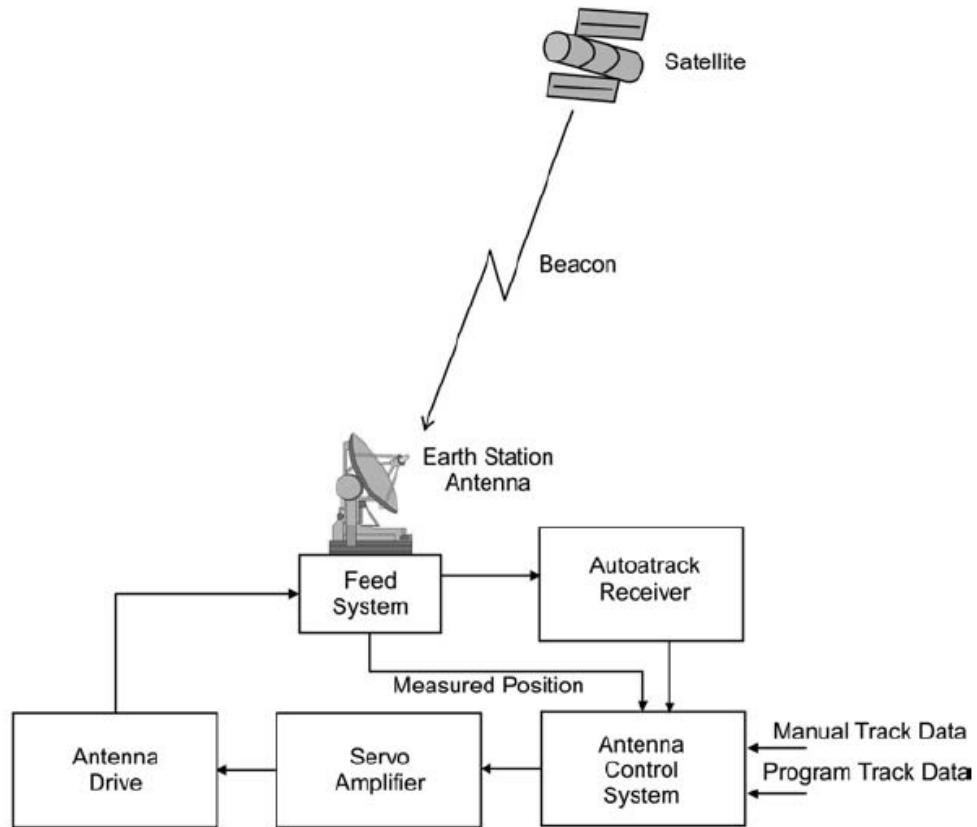 Satellite
Beacon
Earth Station
Antenna
Feed
System
Autoatrack
Receiver
Measured Position
Antenna
Drive
Servo
Amplifier
Antenna
Control
System
Manual Track Data
Program Track Data